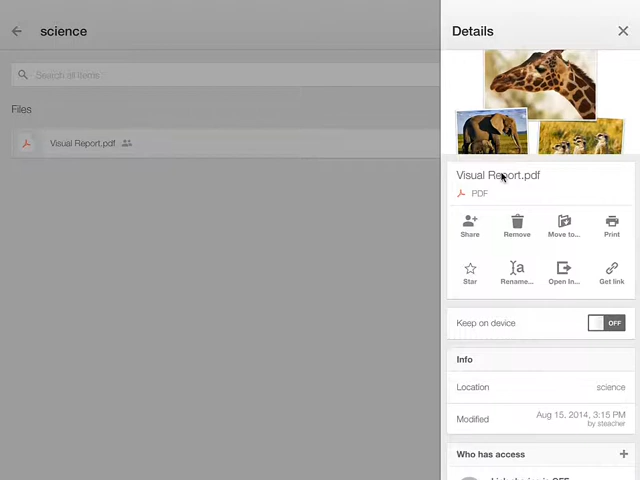 science
Search all items...
Files
Visual Report.pdf
Details
Visual Report.pdf
PDF
Share Remove Move to... Print
Star Rename... Open In... Get link
Keep on device OFF
Info
Location science
Modified Aug 15, 2014, 3:15 PM
by steacher
Who has access